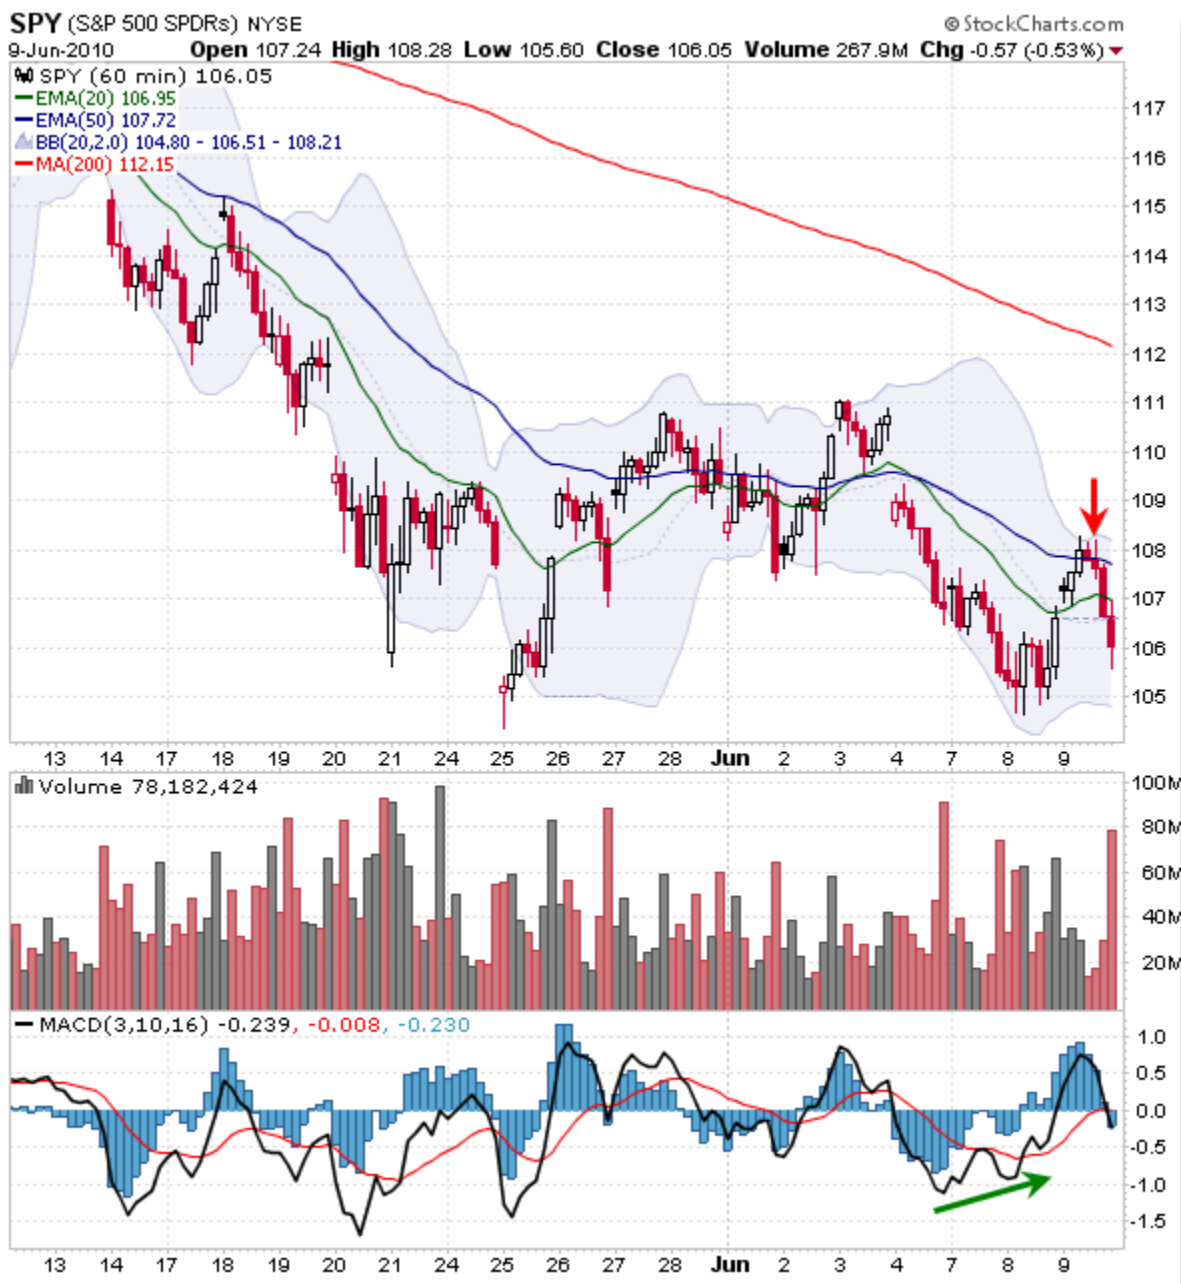 SPY (S&P 500 SPDRs) NYSE
© StockCharts.com
9-Jun-2010 Open 107.24 High 108.28 Low 105.60 Close 106.05 Volume 267.9M Chg -0.57 (-0.53%)
SPY (60 min) 106.05
EMA(20) 106.95
EMA(50) 107.72
BB(20,2.0) 104.80 - 106.51 - 108.21
MA(200) 112.15
117
116
115
114
113
112
111
110
109
108
107
106
105
13 14 17 18 19 20 21 24 25 26 27 28 Jun 2 3 4 7 8 9
Volume 78,182,424
100M
80M
60M
40M
20M
MACD(3,10,16) -0.239, -0.008, -0.230
1.0
0.5
0.0
-0.5
-1.0
-1.5
13 14 17 18 19 20 21 24 25 26 27 28 Jun 2 3 4 7 8 9